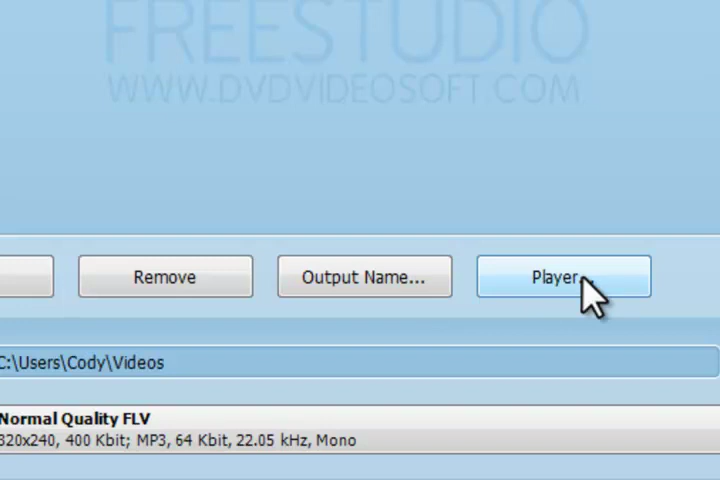 FREESTUDIO
WWW.DVDVIDEOSOFT.COM
Remove
Output Name...
Player...
C:\Users\Cody\Videos
Normal Quality FLV
320x240, 400 Kbit; MP3, 64 Kbit, 22.05 kHz, Mono